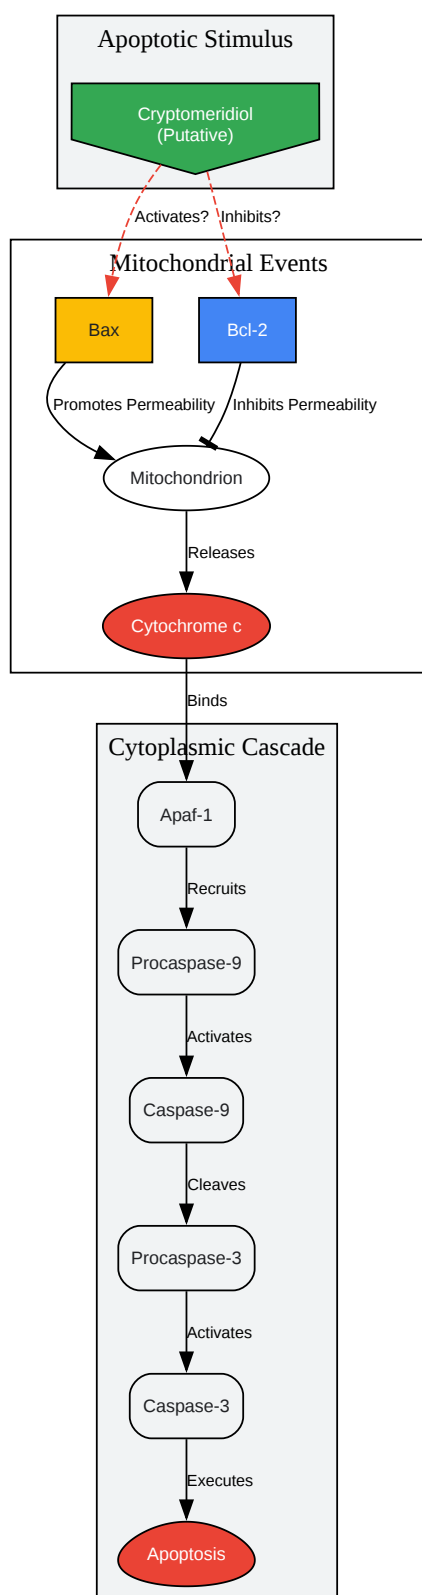 Apoptotic Stimulus
Cryptomeridiol
(Putative)
Activates?
Inhibits?
Mitochondrial Events
Bax
Bcl-2
Promotes Permeability
Inhibits Permeability
Mitochondrion
Releases
Cytochrome c
Binds
Cytoplasmic Cascade
Apaf-1
Recruits
Procaspase-9
Activates
Caspase-9
Cleaves
Procaspase-3
Activates
Caspase-3
Executes
Apoptosis